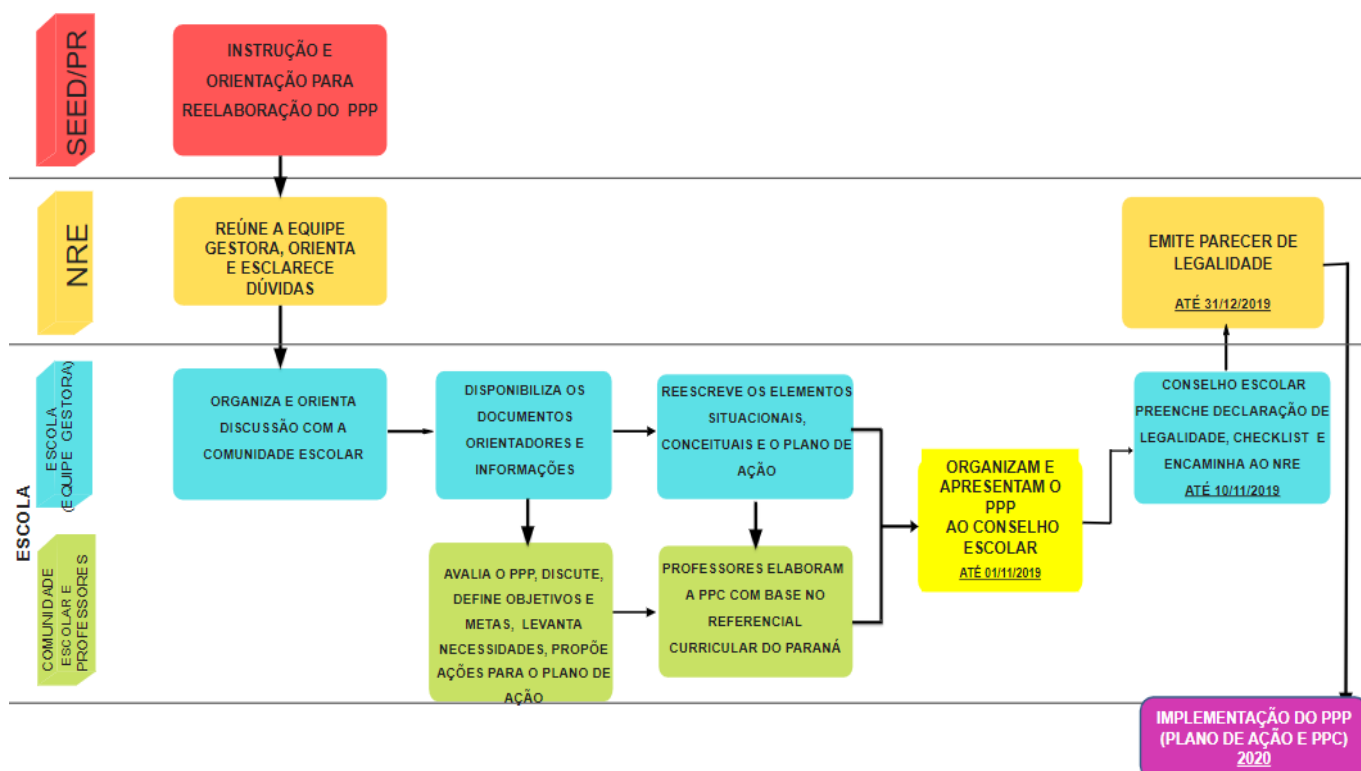 SEED/PR
INSTRUÇÃO E
ORIENTAÇÃO PARA
REELABORAÇÃO DO PPP
NRE
REÚNE A EQUIPE
GESTORA, ORIENTA
E ESCLARECE
DÚVIDAS
EMITE PARECER DE
LEGALIDADE
ATÉ 31/12/2019
ESCOLA
ESCOLA
(EQUIPE GESTORA)
ORGANIZA E ORIENTA
DISCUSSÃO COM A
COMUNIDADE ESCOLAR
DISPONIBILIZA OS
DOCUMENTOS
ORIENTADORES E
INFORMAÇÕES
REESCREVE OS ELEMENTOS
SITUACIONAIS,
CONCEITUAIS E O PLANO DE
AÇÃO
ORGANIZAM E
APRESENTAM O
PPP
AO CONSELHO
ESCOLAR
ATÉ 01/11/2019
CONSELHO ESCOLAR
PREENCHE DECLARAÇÃO DE
LEGALIDADE, CHECKLIST E
ENCAMINHA AO NRE
ATÉ 10/11/2019
COMUNIDADE
ESCOLAR E
PROFESSORES
AVALIA O PPP, DISCUTE,
DEFINE OBJETIVOS E
METAS, LEVANTA
NECESSIDADES, PROPÕE
AÇÕES PARA O PLANO DE
AÇÃO
PROFESSORES ELABORAM
A PPC COM BASE NO
REFERENCIAL
CURRICULAR DO PARANÁ
IMPLEMENTAÇÃO DO PPP
(PLANO DE AÇÃO E PPC)
2020